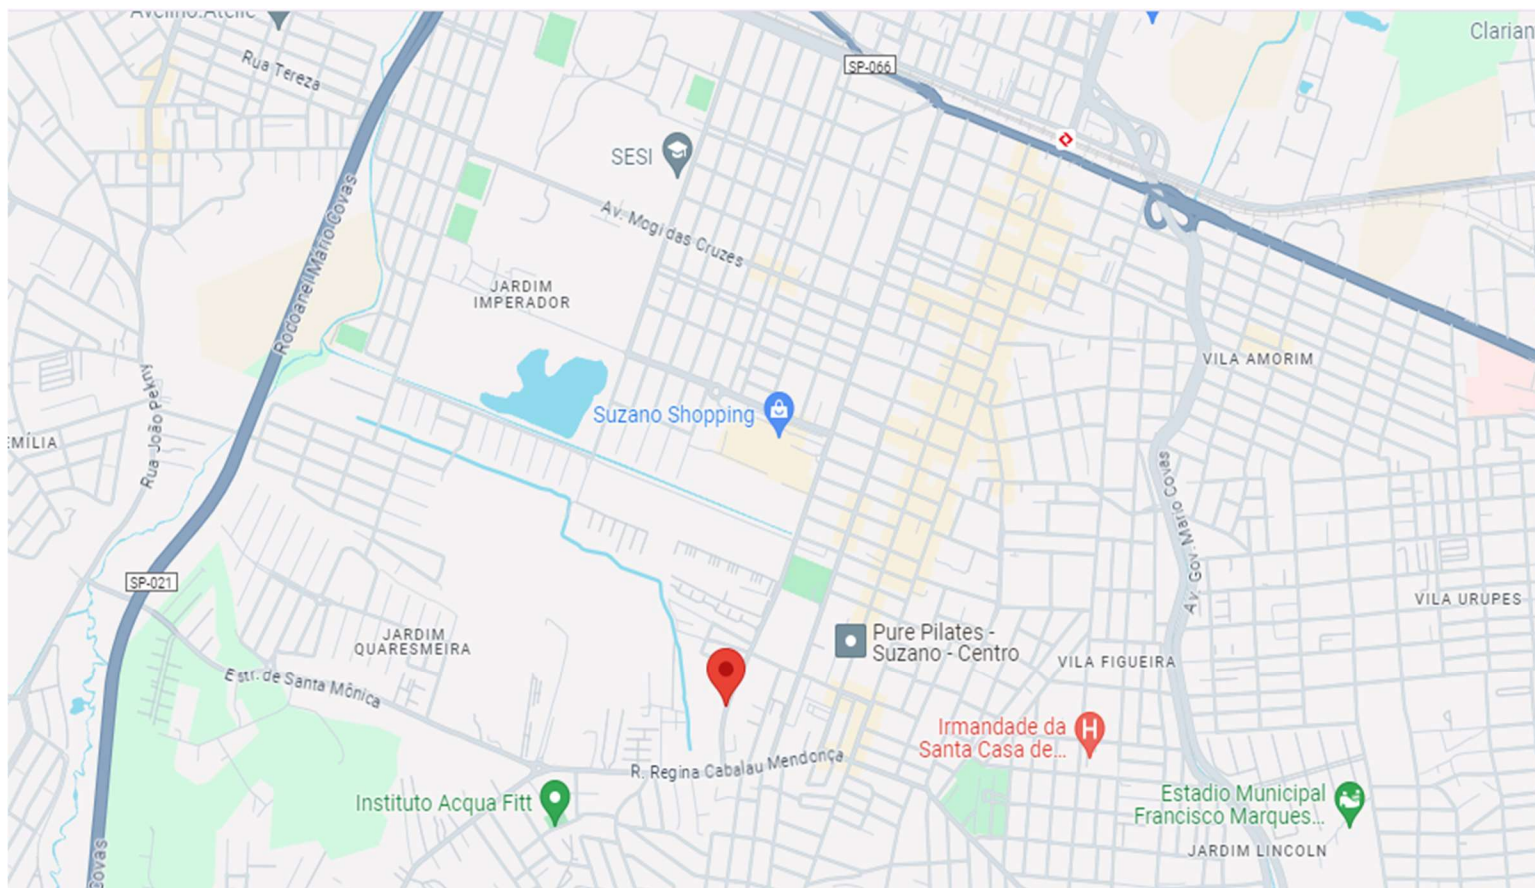 Avelino.Atelie
Clarian
SP-066
Rua Tereza
SESI
Av. Mogi das Cruzes
Rodoanel Mário Covas
JARDIM
IMPERADOR
VILA AMORIM
Suzano Shopping
Rua João Pekny
EMÍLIA
Av. Gov. Mario Covas
SP-021
VILA URUPES
JARDIM
QUARESMEIRA
Pure Pilates -
Suzano - Centro
VILA FIGUEIRA
Estr. de Santa Mônica
Irmandade da
Santa Casa de...
R. Regina Cabalau Mendonça
Instituto Acqua Fitt
Estadio Municipal
Francisco Marques...
JARDIM LINCOLN
Covas